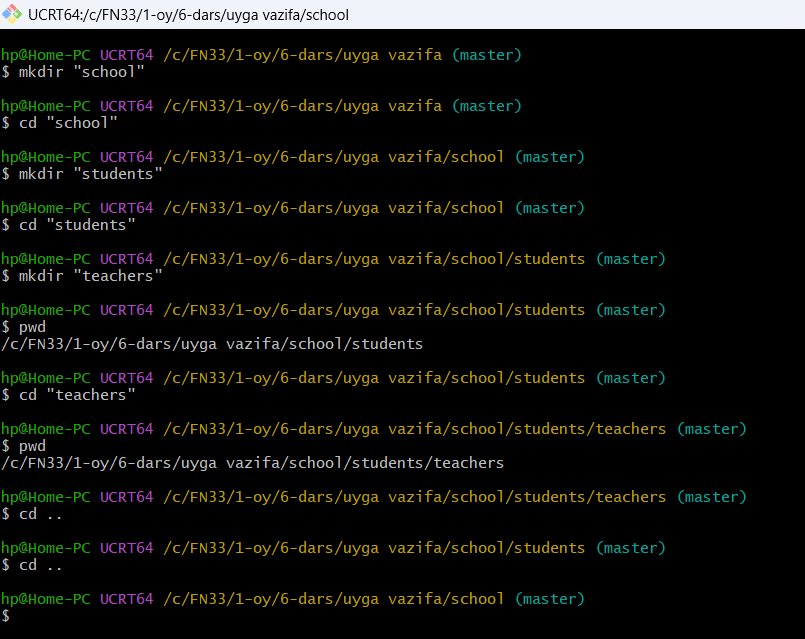 UCRT64:/c/FN33/1-oy/6-dars/uyga vazifa/school
hp@Home-PC UCRT64 /c/FN33/1-oy/6-dars/uyga vazifa (master)
$ mkdir "school"
hp@Home-PC UCRT64 /c/FN33/1-oy/6-dars/uyga vazifa (master)
$ cd "school"
hp@Home-PC UCRT64 /c/FN33/1-oy/6-dars/uyga vazifa/school (master)
$ mkdir "students"
hp@Home-PC UCRT64 /c/FN33/1-oy/6-dars/uyga vazifa/school (master)
$ cd "students"
hp@Home-PC UCRT64 /c/FN33/1-oy/6-dars/uyga vazifa/school/students (master)
$ mkdir "teachers"
hp@Home-PC UCRT64 /c/FN33/1-oy/6-dars/uyga vazifa/school/students (master)
$ pwd
/c/FN33/1-oy/6-dars/uyga vazifa/school/students
hp@Home-PC UCRT64 /c/FN33/1-oy/6-dars/uyga vazifa/school/students (master)
$ cd "teachers"
hp@Home-PC UCRT64 /c/FN33/1-oy/6-dars/uyga vazifa/school/students/teachers (master)
$ pwd
/c/FN33/1-oy/6-dars/uyga vazifa/school/students/teachers
hp@Home-PC UCRT64 /c/FN33/1-oy/6-dars/uyga vazifa/school/students/teachers (master)
$ cd ..
hp@Home-PC UCRT64 /c/FN33/1-oy/6-dars/uyga vazifa/school/students (master)
$ cd ..
hp@Home-PC UCRT64 /c/FN33/1-oy/6-dars/uyga vazifa/school (master)
$